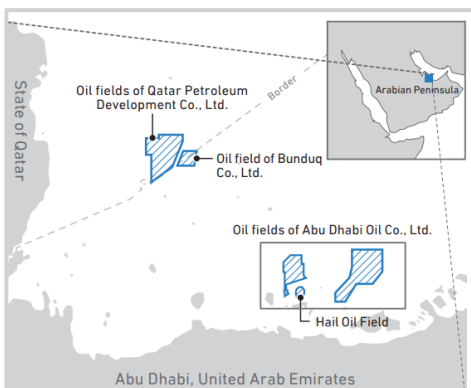 State of Qatar
Oil fields of Qatar Petroleum
Development Co., Ltd.
Border
Arabian Peninsula
Oil field of Bunduq
Co., Ltd.
Oil fields of Abu Dhabi Oil Co., Ltd.
Hail Oil Field
Abu Dhabi, United Arab Emirates